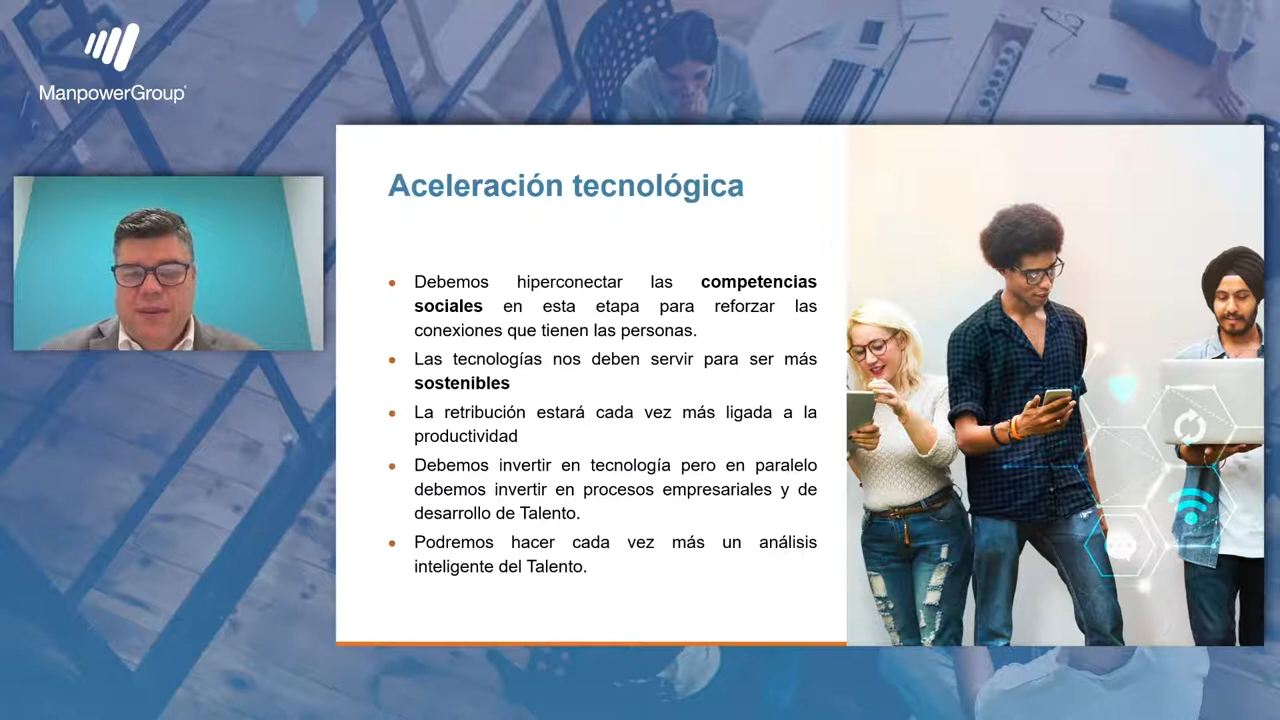 ManpowerGroup
Aceleración tecnológica
• Debemos hiperconectar las competencias
sociales en esta etapa para reforzar las
conexiones que tienen las personas.
• Las tecnologías nos deben servir para ser más
sostenibles
• La retribución estará cada vez más ligada a la
productividad
• Debemos invertir en tecnología pero en paralelo
debemos invertir en procesos empresariales y de
desarrollo de Talento.
• Podremos hacer cada vez más un análisis
inteligente del Talento.